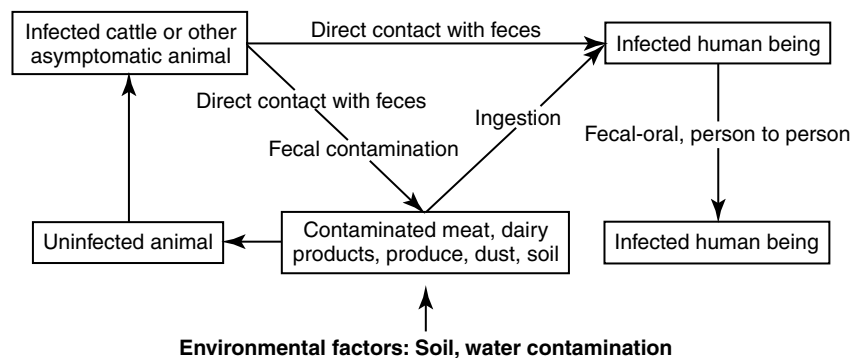 Infected cattle or other
asymptomatic animal
Direct contact with feces
Infected human being
Direct contact with feces
Fecal contamination
Ingestion
Fecal-oral, person to person
Uninfected animal
Contaminated meat, dairy
products, produce, dust, soil
Infected human being
Environmental factors: Soil, water contamination